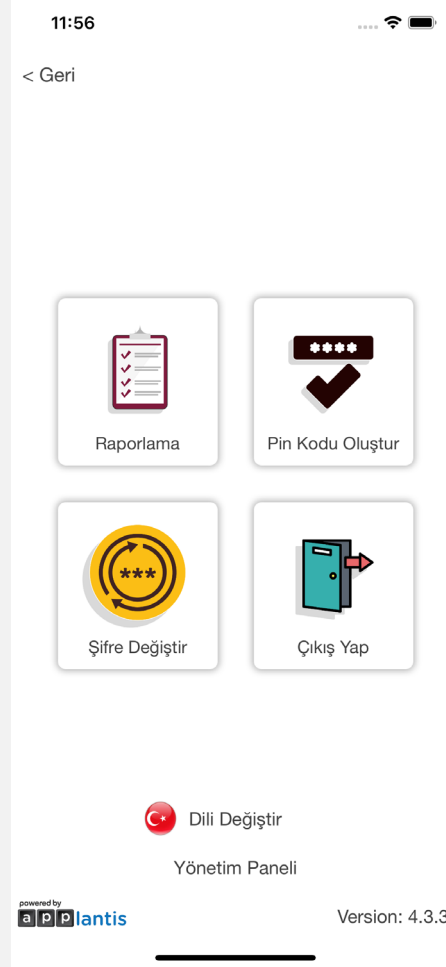 11:56
< Geri
****
Raporlama
Pin Kodu Oluştur
***
Şifre Değiştir
Çıkış Yap
Dili Değiştir
Yönetim Paneli
powered by
applantis
Version: 4.3.3